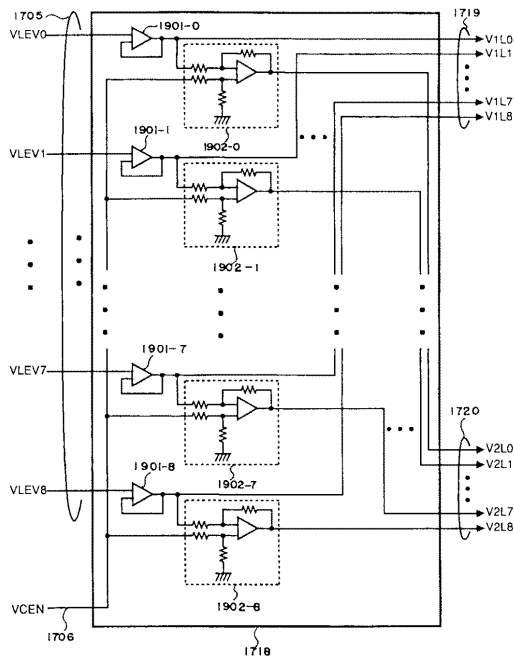 1705
1901-0
1719
VLEV0
V1L0
V1L1
1901-1
1902-0
V1L7
V1L8
VLEV1
1902-1
1901-7
VLEV7
1720
1901-8
V2L0
V2L1
VLEV8
1902-7
V2L7
V2L8
1902-8
VCEN
1706
1718